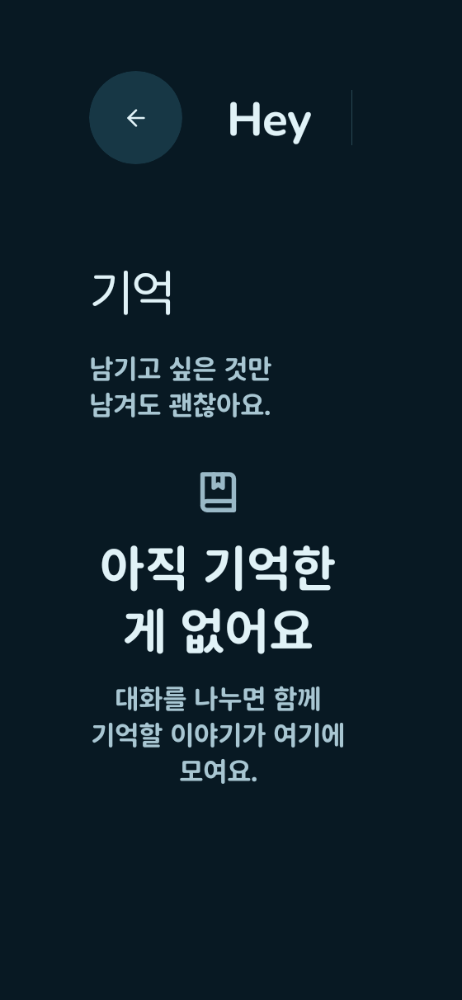 Hey
기억
남기고 싶은 것만
남겨도 괜찮아요.
아직 기억한
게 없어요
대화를 나누면 함께
기억할 이야기가 여기에
모여요.